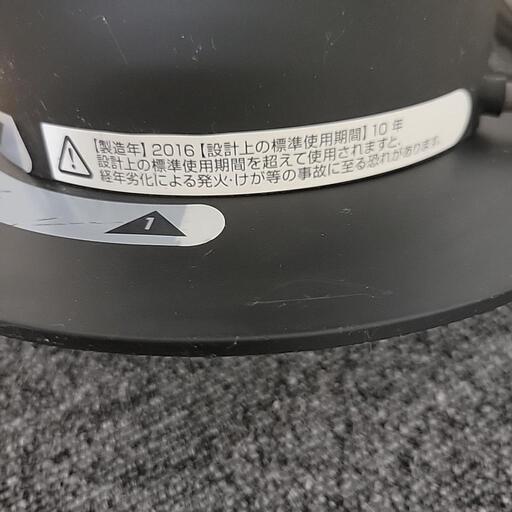 【製造年】2016【設計上の標準使用期間】10年
設計上の標準使用期間を超えて使用されますと、
経年劣化による発火・けが等の事故に至る恐れがあります。
1